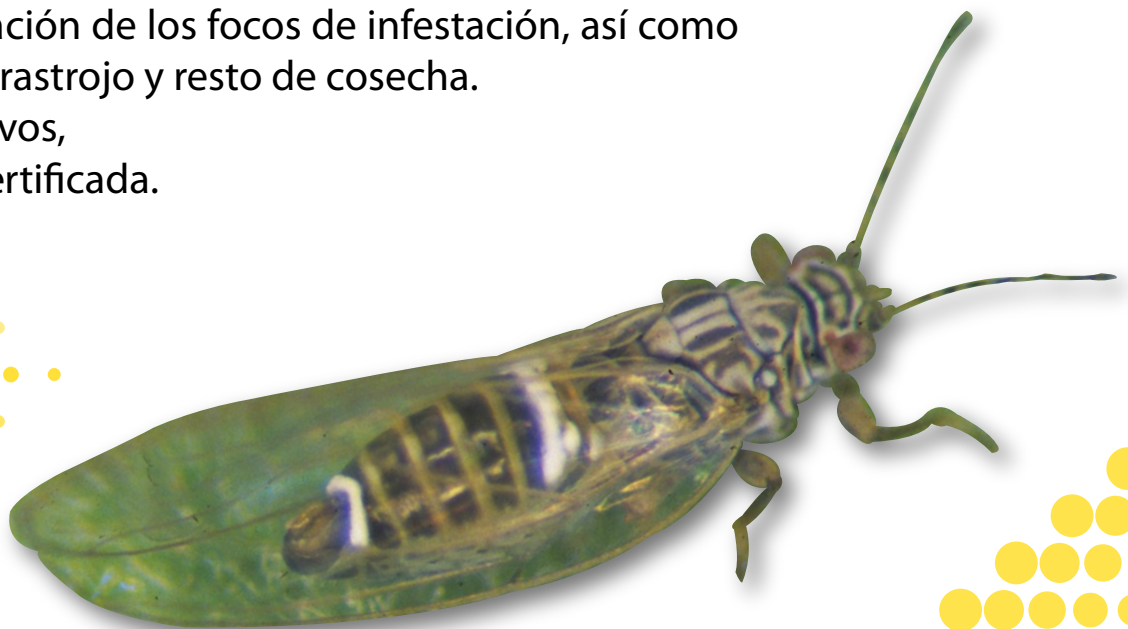 ación de los focos de infestación, así como
rastrojo y resto de cosecha.
vos,
ertificada.